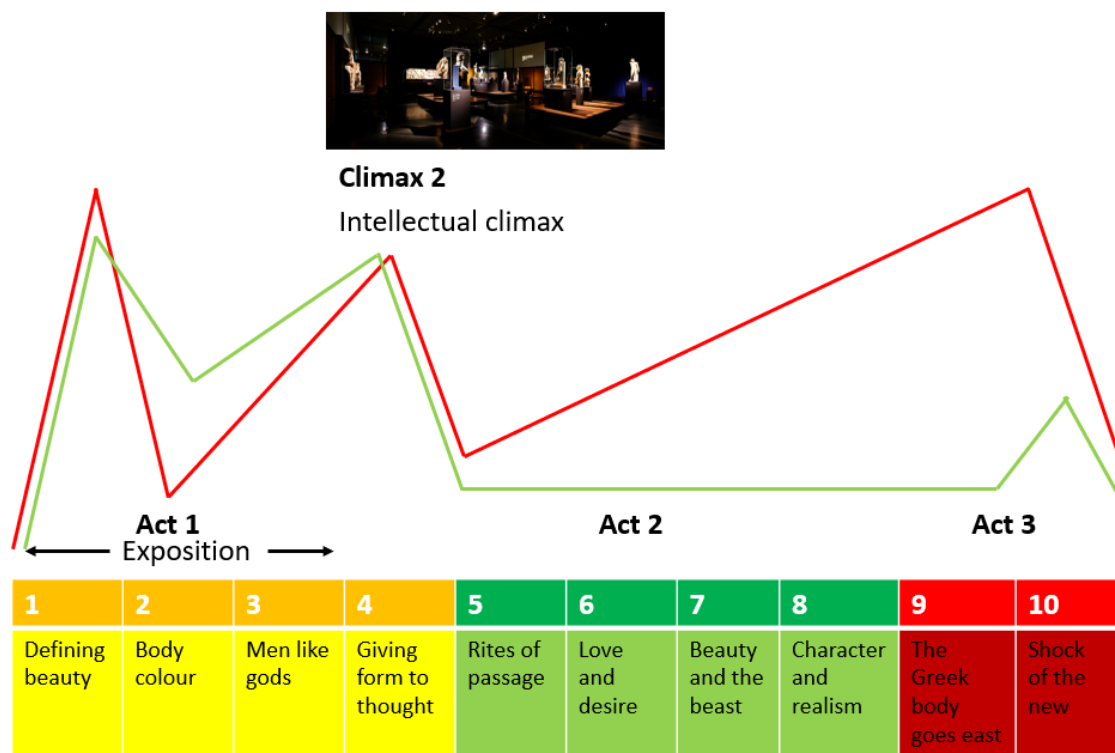 Climax 2
Intellectual climax
Act 1
Act 2
Act 3
Exposition
1
2
3
4
5
6
7
8
9
10
Defining
beauty
Body
colour
Men like
gods
Giving
form to
thought
Rites of
passage
Love
and
desire
Beauty
and the
beast
Character
and
realism
The
Greek
body
goes east
Shock
of the
new